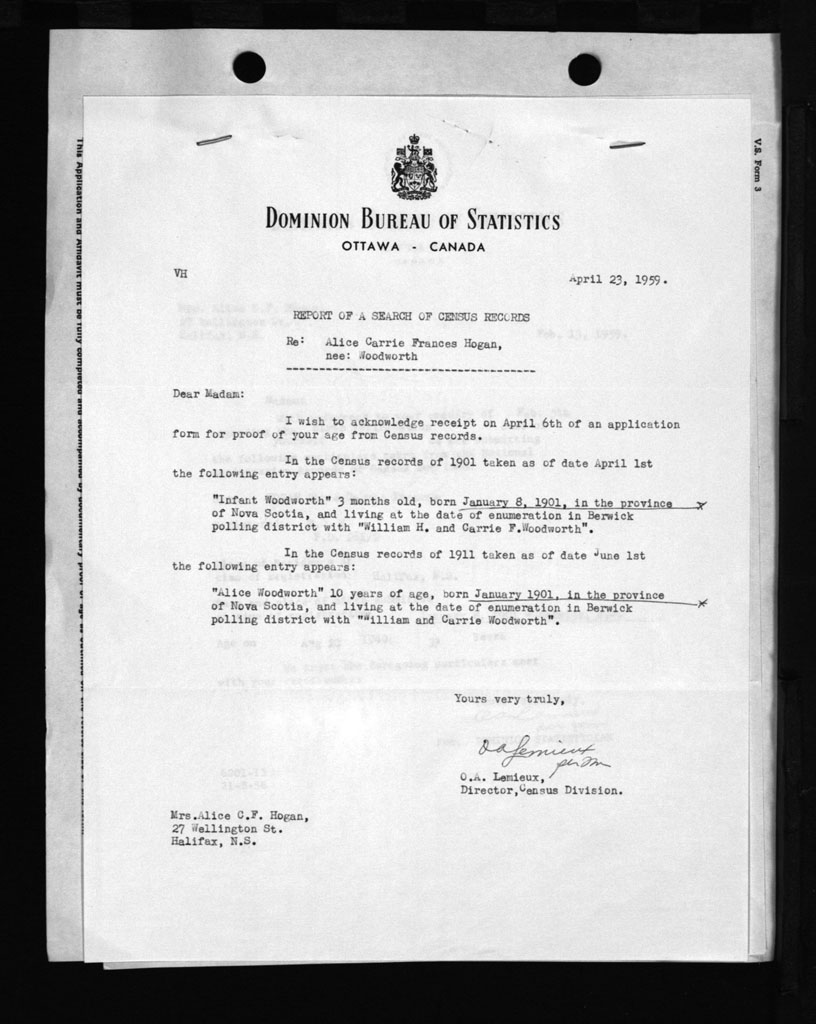 V.S. Form 3
DOMINION BUREAU OF STATISTICS
OTTAWA - CANADA
VH
April 23, 1959.
REPORT OF A SEARCH OF CENSUS RECORDS
Re: Alice Carrie Frances Hogan,
nee: Woodworth
Dear Madam:
I wish to acknowledge receipt on April 6th of an application
form for proof of your age from Census records.
In the Census records of 1901 taken as of date April 1st
the following entry appears:
"Infant Woodworth" 3 months old, born January 8, 1901, in the province
of Nova Scotia, and living at the date of enumeration in Berwick
polling district with "William H. and Carrie F.Woodworth".
In the Census records of 1911 taken as of date June 1st
the following entry appears:
"Alice Woodworth" 10 years of age, born January 1901, in the province
of Nova Scotia, and living at the date of enumeration in Berwick
polling district with "William and Carrie Woodworth".
Yours very truly,
OALemieux
O.A. Lemieux,
Director,Census Division.
Mrs.Alice C.F. Hogan,
27 Wellington St.
Halifax, N.S.
This Application and Affidavit must be fully completed and accompanied by documentary proof of age as